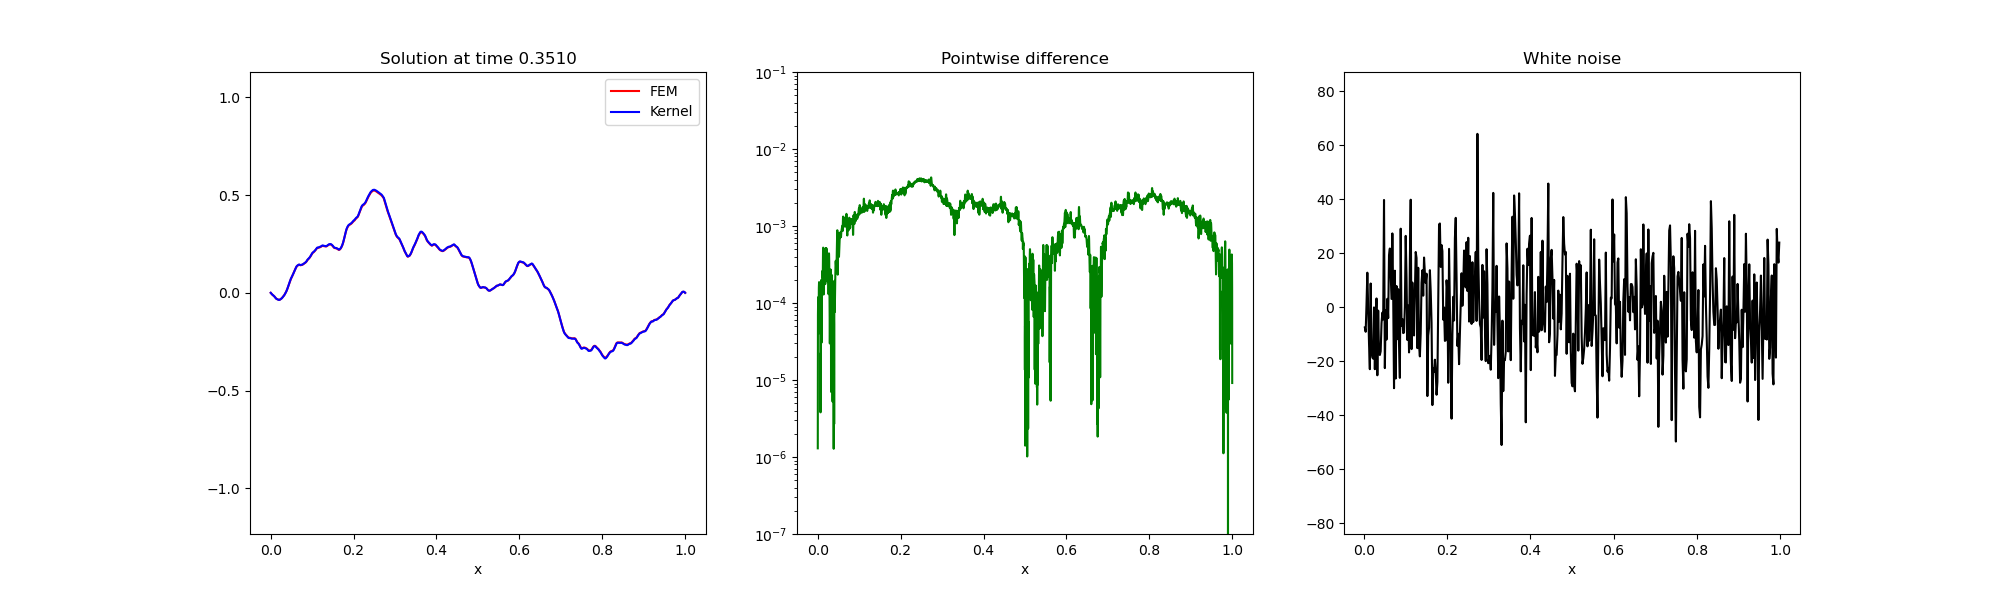 Solution at time 0.3510
1.0
0.5
0.0
−0.5
−1.0
0.0 0.2 0.4 0.6 0.8 1.0
x
FEM
Kernel
Pointwise difference
10⁻¹
10⁻²
10⁻³
10⁻⁴
10⁻⁵
10⁻⁶
10⁻⁷
0.0 0.2 0.4 0.6 0.8 1.0
x
White noise
80
60
40
20
0
−20
−40
−60
−80
0.0 0.2 0.4 0.6 0.8 1.0
x